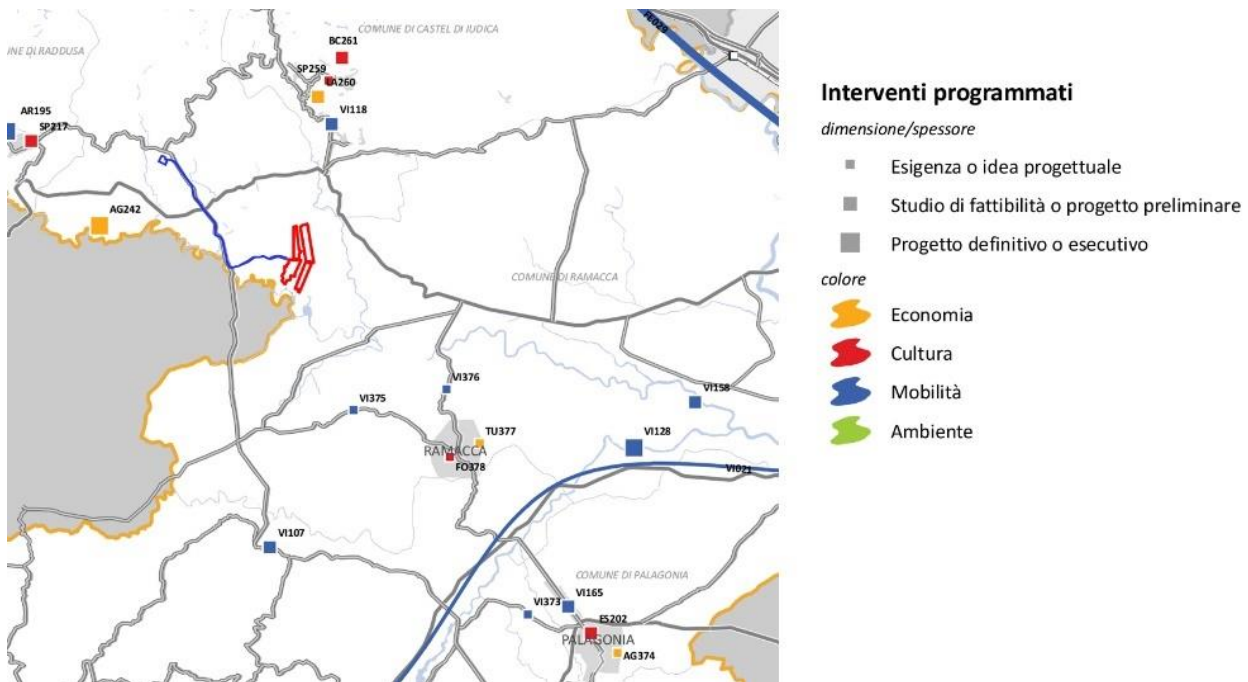 COMUNE DI CASTEL DI IUDICA
FE029
NE DI RADDUSA
BC261
SP259
EA260
VI118
AR195
SP217
AG242
COMUNE DI RAMACCA
VI376
VI375
VI158
TU377
VI128
RAMACCA
FO378
VI021
VI107
COMUNE DI PALAGONIA
VI165
VI373
ES202
PALAGONIA
AG374
Interventi programmati
dimensione/spessore
Esigenza o idea progettuale
Studio di fattibilità o progetto preliminare
Progetto definitivo o esecutivo
colore
Economia
Cultura
Mobilità
Ambiente